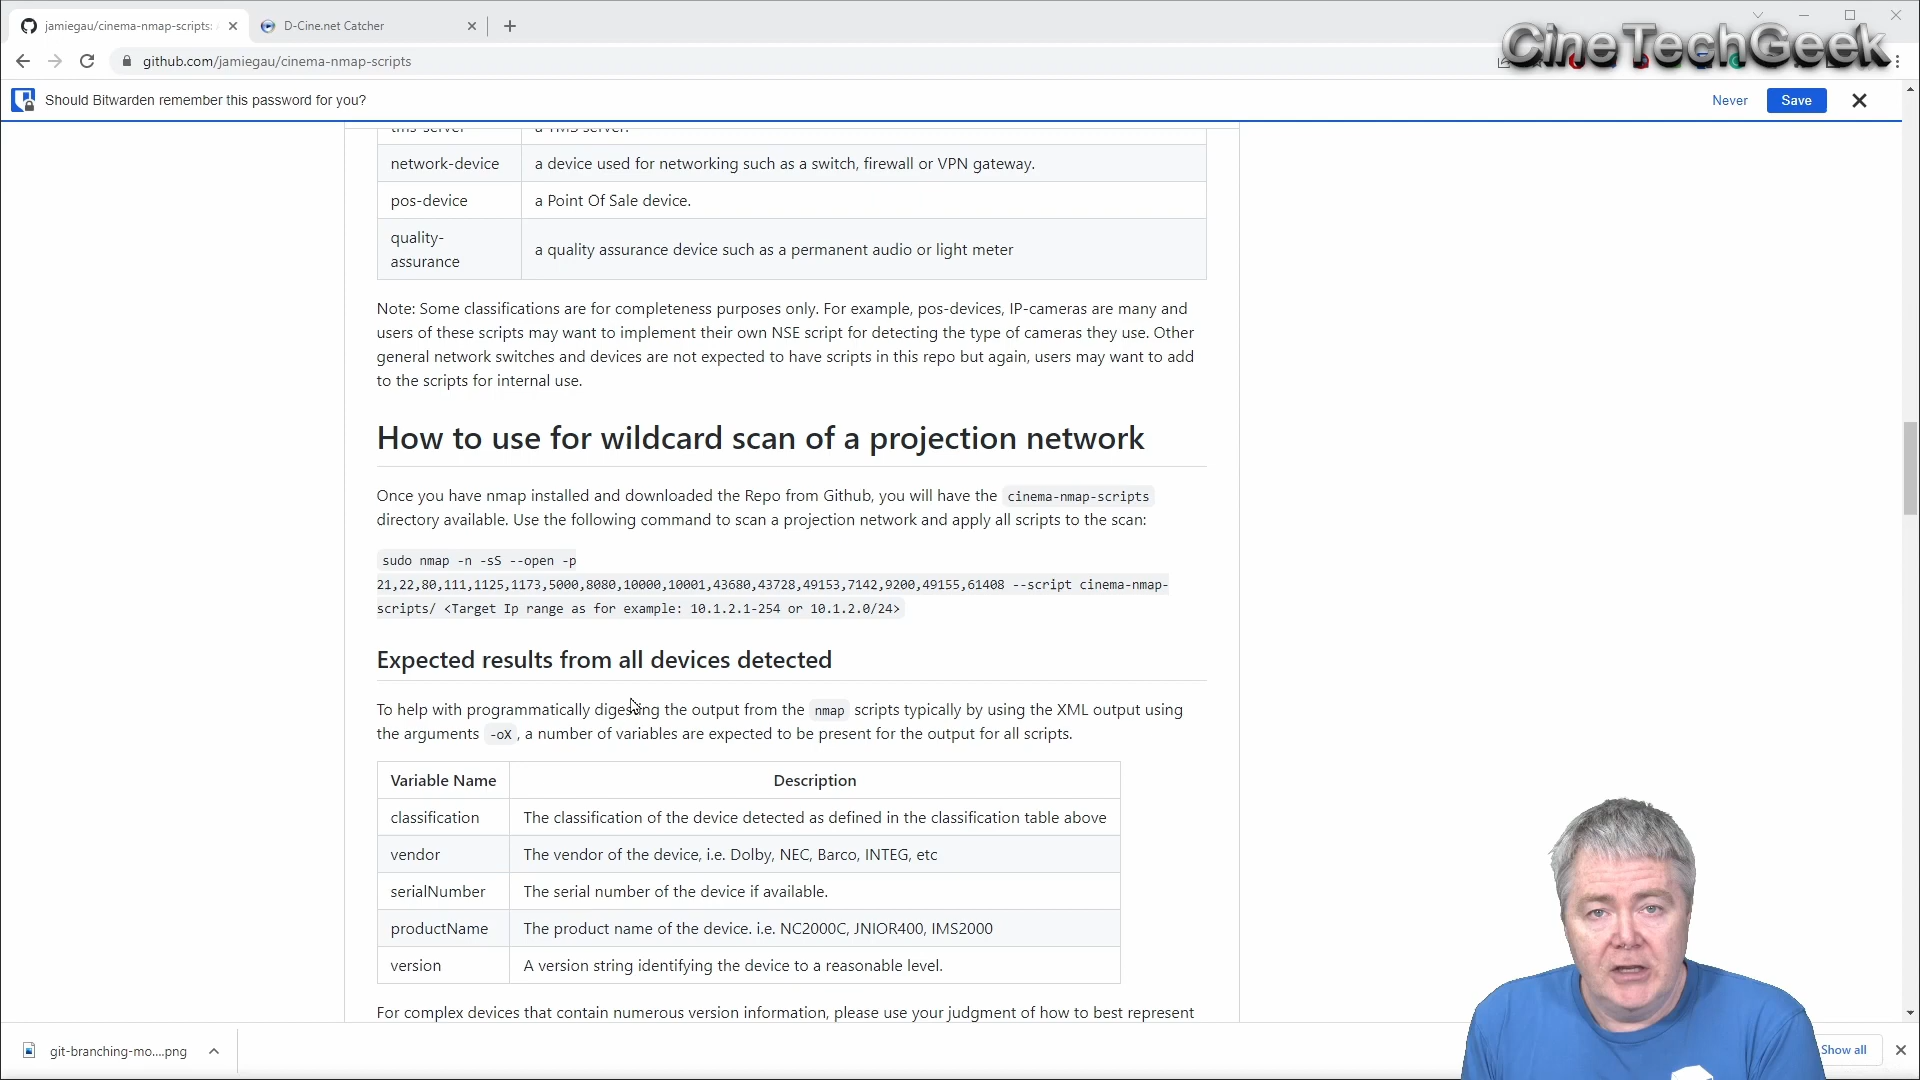 jamiegau/cinema-nmap-scripts:
D-Cine.net Catcher
CineTechGeek
github.com/jamiegau/cinema-nmap-scripts
Should Bitwarden remember this password for you?
Never
Save
tms-server
a TMS server.
network-device
a device used for networking such as a switch, firewall or VPN gateway.
pos-device
a Point Of Sale device.
quality-
assurance
a quality assurance device such as a permanent audio or light meter
Note: Some classifications are for completeness purposes only. For example, pos-devices, IP-cameras are many and
users of these scripts may want to implement their own NSE script for detecting the type of cameras they use. Other
general network switches and devices are not expected to have scripts in this repo but again, users may want to add
to the scripts for internal use.
How to use for wildcard scan of a projection network
Once you have nmap installed and downloaded the Repo from Github, you will have the cinema-nmap-scripts
directory available. Use the following command to scan a projection network and apply all scripts to the scan:
sudo nmap -n -sS --open -p
21,22,80,111,1125,1173,5000,8080,10000,10001,43680,43728,49153,7142,9200,49155,61408 --script cinema-nmap-
scripts/ <Target Ip range as for example: 10.1.2.1-254 or 10.1.2.0/24>
Expected results from all devices detected
To help with programmatically digesting the output from the nmap scripts typically by using the XML output using
the arguments -oX, a number of variables are expected to be present for the output for all scripts.
Variable Name
Description
classification
The classification of the device detected as defined in the classification table above
vendor
The vendor of the device, i.e. Dolby, NEC, Barco, INTEG, etc
serialNumber
The serial number of the device if available.
productName
The product name of the device. i.e. NC2000C, JNIOR400, IMS2000
version
A version string identifying the device to a reasonable level.
For complex devices that contain numerous version information, please use your judgment of how to best represent
git-branching-mo....png
Show all